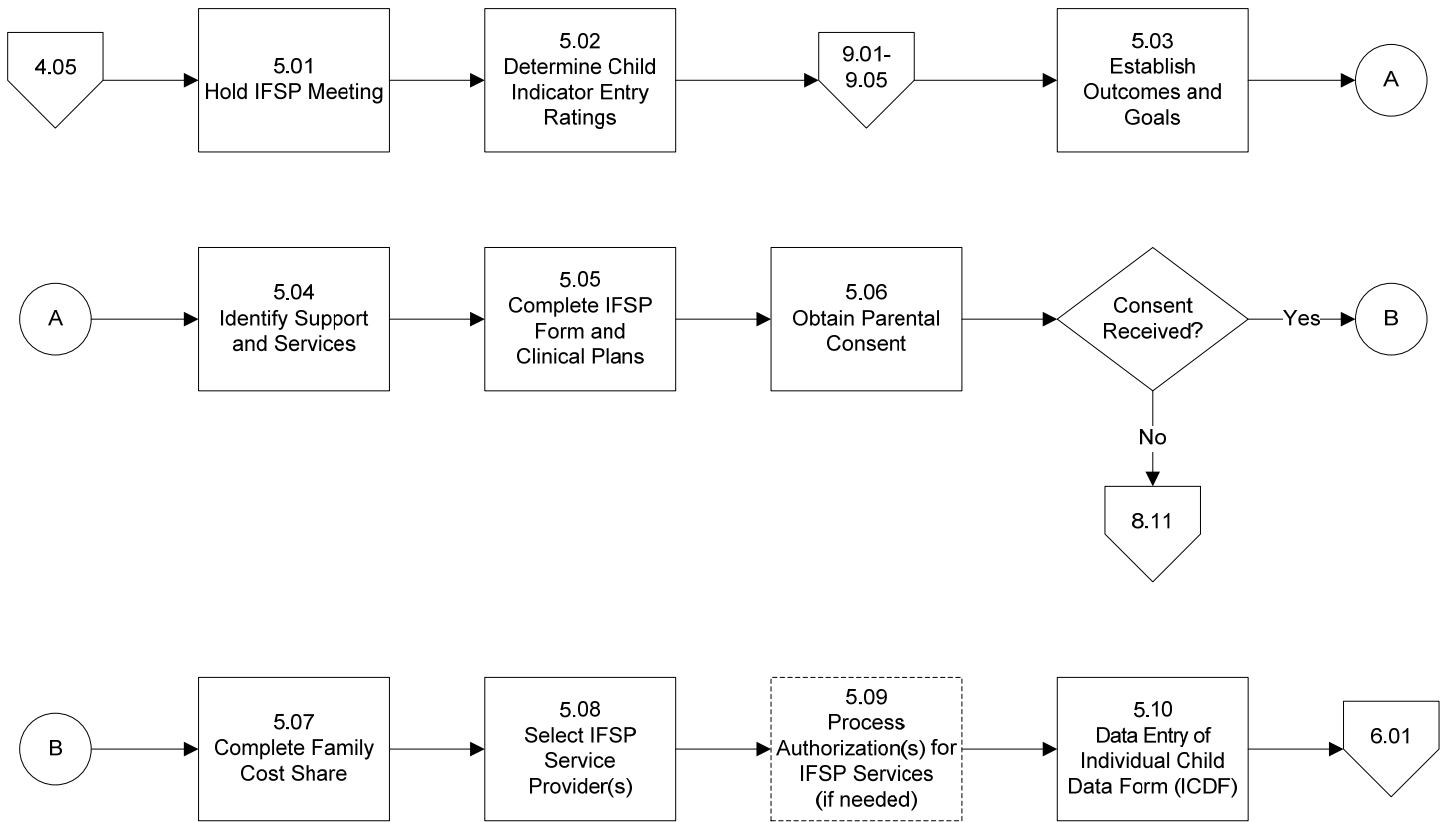 4.05
5.01
Hold IFSP Meeting
5.02
Determine Child
Indicator Entry
Ratings
9.01-
9.05
5.03
Establish
Outcomes and
Goals
A
A
5.04
Identify Support
and Services
5.05
Complete IFSP
Form and
Clinical Plans
5.06
Obtain Parental
Consent
Consent
Received?
Yes
B
No
8.11
B
5.07
Complete Family
Cost Share
5.08
Select IFSP
Service
Provider(s)
5.09
Process
Authorization(s) for
IFSP Services
(if needed)
5.10
Data Entry of
Individual Child
Data Form (ICDF)
6.01